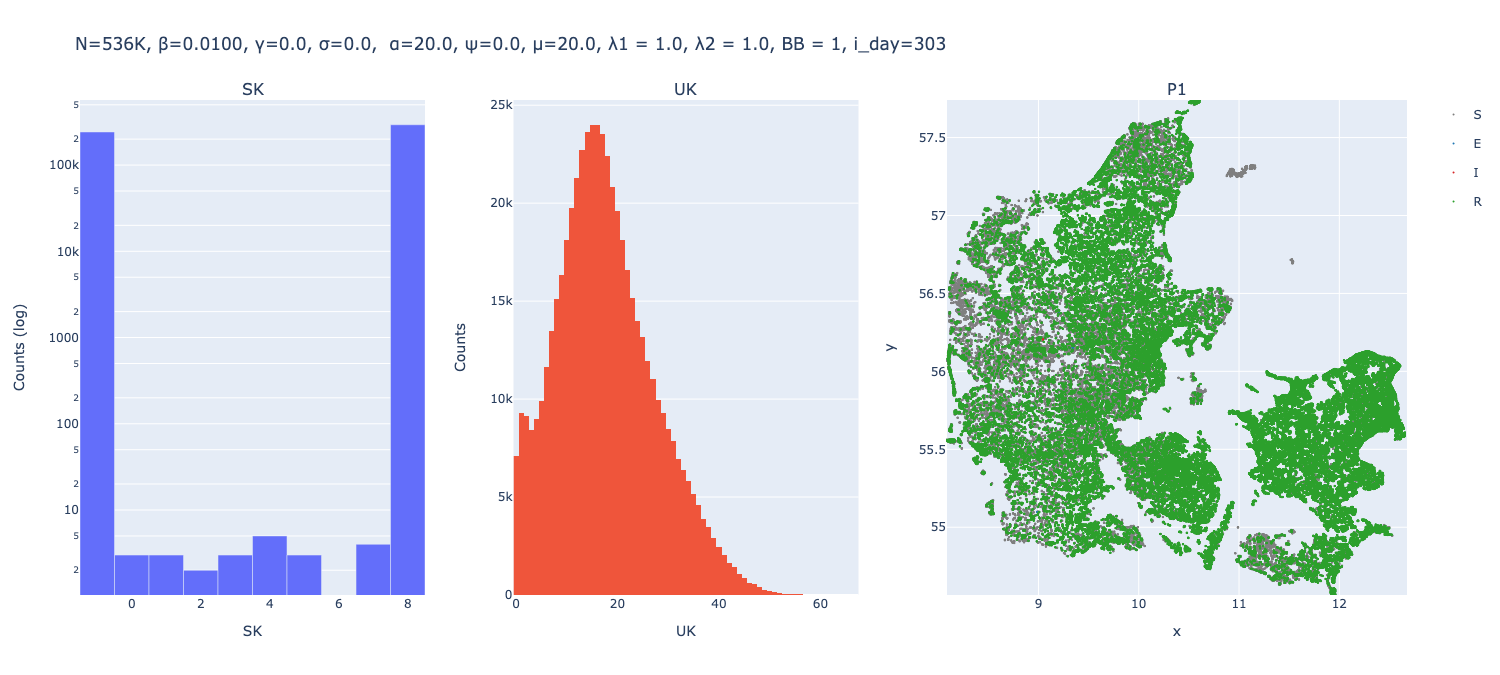 N=536K, β=0.0100, γ=0.0, σ=0.0,  α=20.0, ψ=0.0, μ=20.0, λ1 = 1.0, λ2 = 1.0, BB = 1, i_day=303
SK
5
2
100k
5
2
10k
5
2
1000
5
2
100
5
2
10
5
2
Counts (log)
0
2
4
6
8
SK
UK
25k
20k
15k
10k
5k
0
Counts
0
20
40
60
UK
P1
57.5
57
56.5
56
55.5
55
y
9
10
11
12
x
S
E
I
R